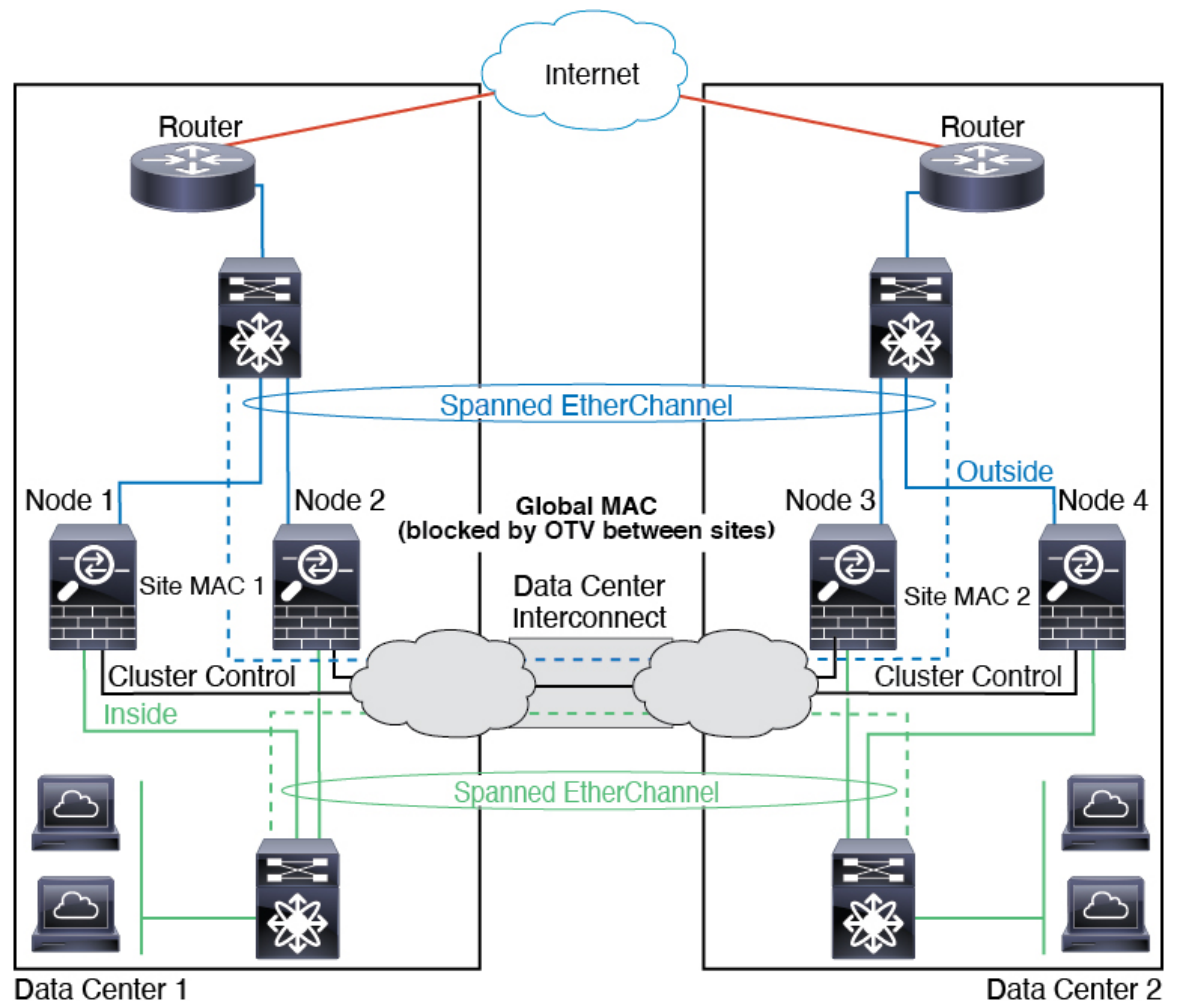 Internet
Router
Router
Spanned EtherChannel
Outside
Node 1
Node 2
Global MAC
(blocked by OTV between sites)
Node 3
Node 4
Site MAC 1
Data Center
Interconnect
Site MAC 2
Cluster Control
Cluster Control
Inside
Spanned EtherChannel
Data Center 1
Data Center 2